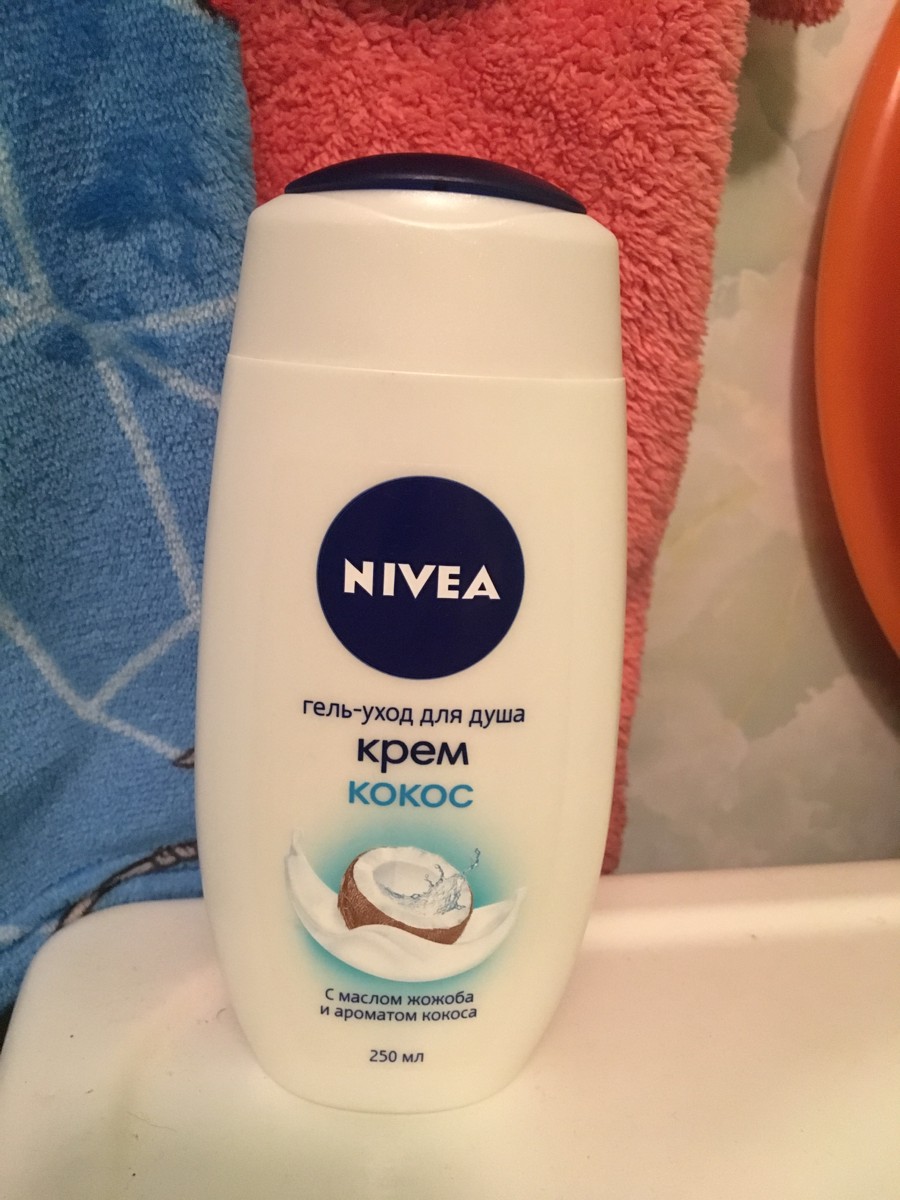 NIVEA
гель-уход для душа
крем
кокос
С маслом жожоба
и ароматом кокоса
250 мл